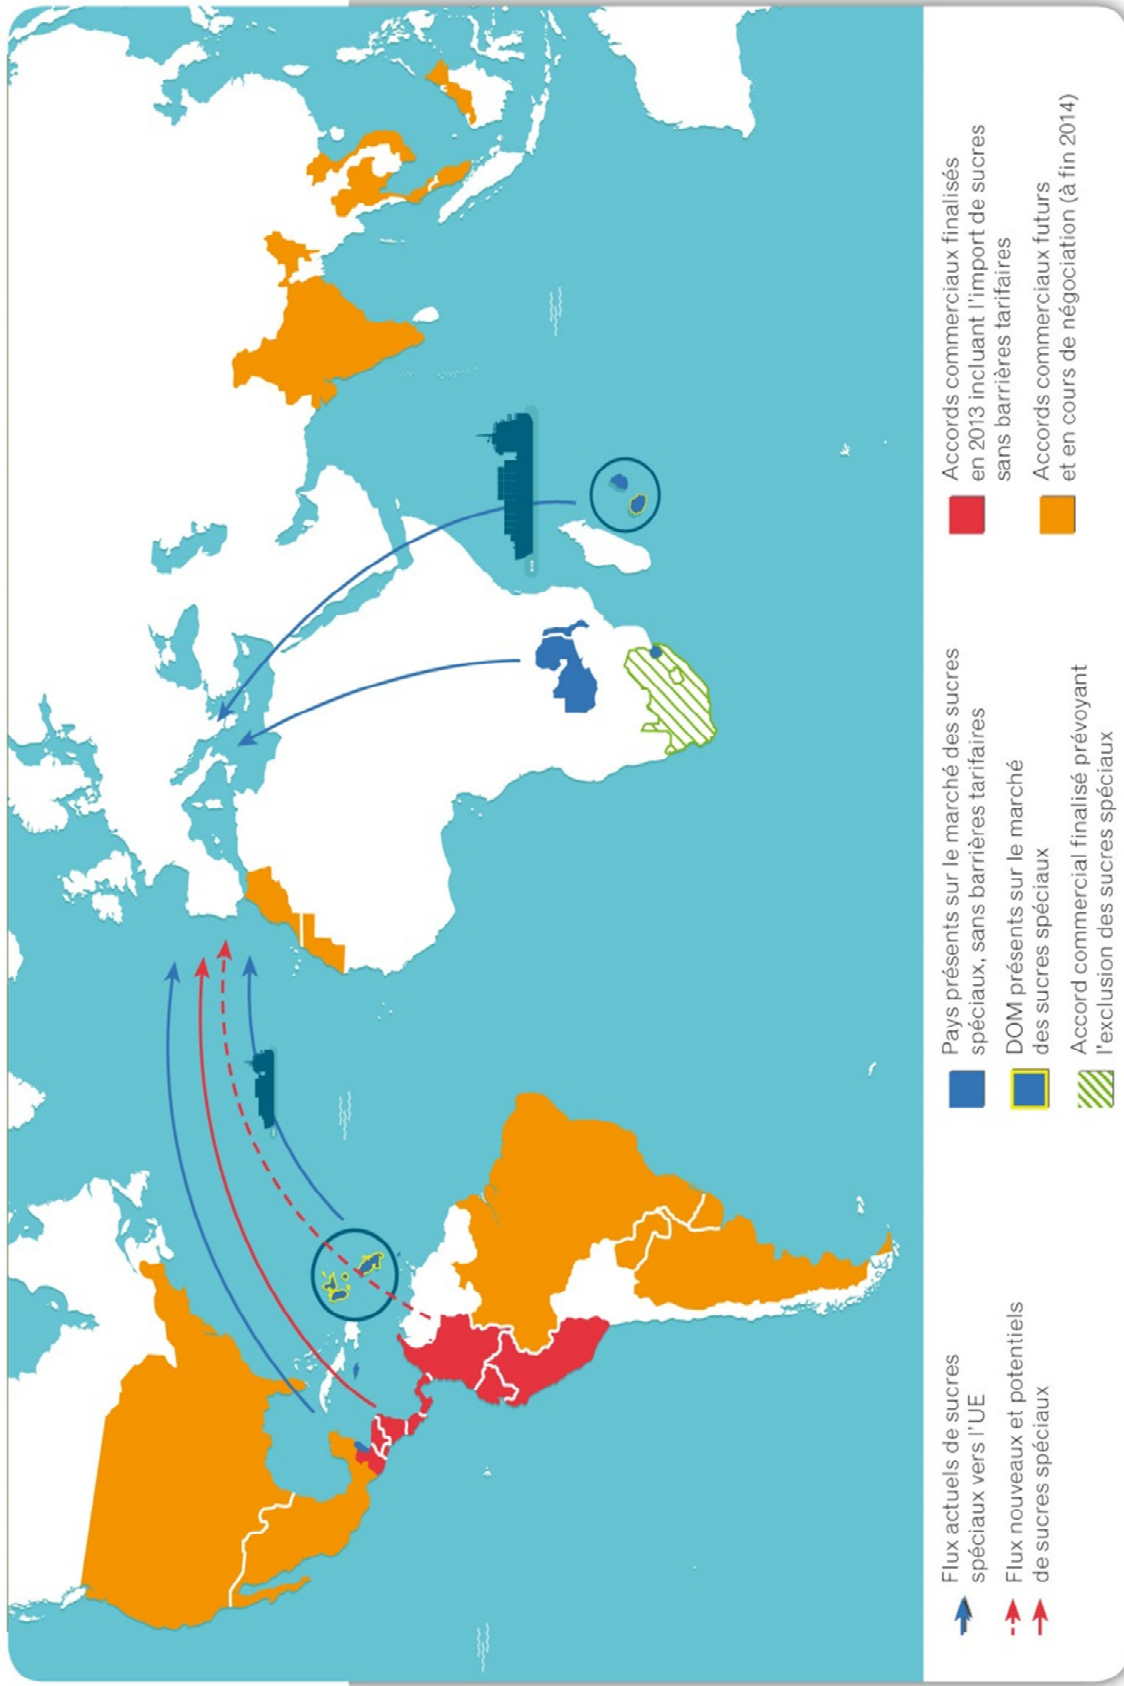 Flux actuels de sucres
spéciaux vers l'UE
Flux nouveaux et potentiels
de sucres spéciaux
Pays présents sur le marché des sucres
spéciaux, sans barrières tarifaires
DOM présents sur le marché
des sucres spéciaux
Accord commercial finalisé prévoyant
l'exclusion des sucres spéciaux
Accords commerciaux finalisés
en 2013 incluant l'import de sucres
sans barrières tarifaires
Accords commerciaux futurs
et en cours de négociation (à fin 2014)